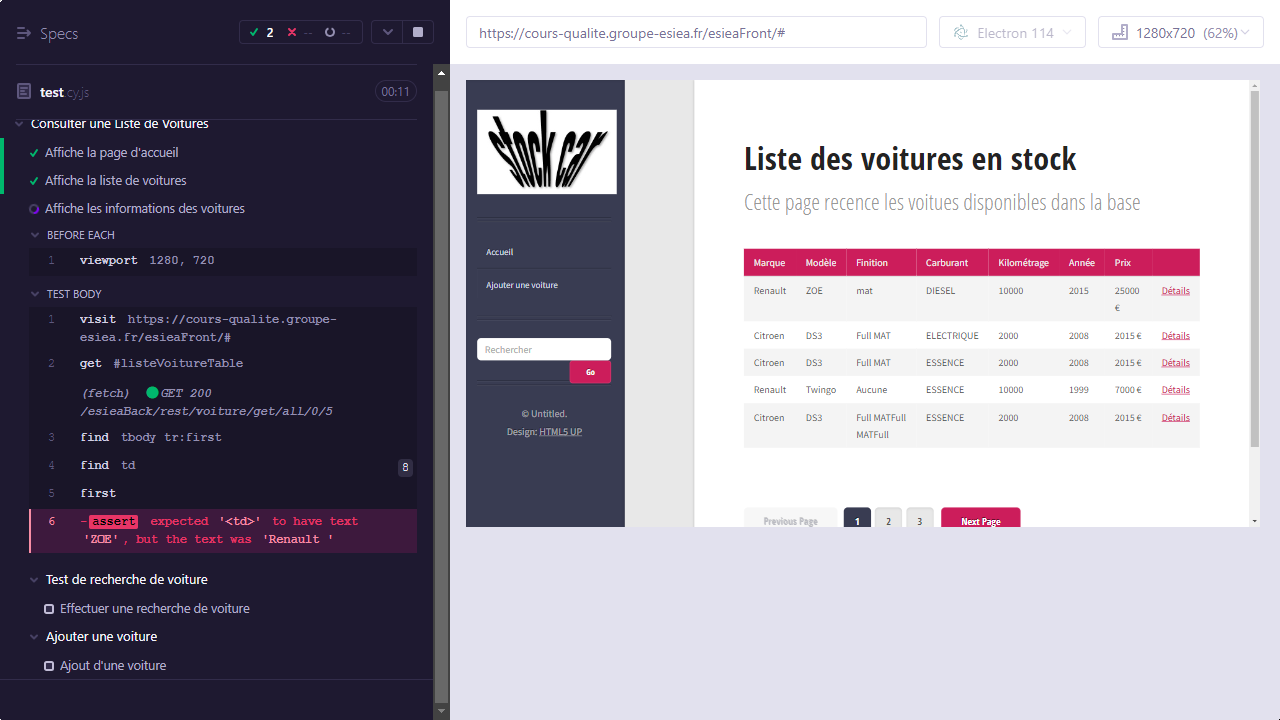 Specs
2
--
--
https://cours-qualite.groupe-esiea.fr/esieaFront/#
Electron 114
1280x720 (62%)
test.cy.js
00:11
Consulter une Liste de Voitures
Affiche la page d'accueil
Affiche la liste de voitures
Affiche les informations des voitures
BEFORE EACH
1 viewport 1280, 720
TEST BODY
1 visit https://cours-qualite.groupe-
esiea.fr/esieaFront/#
2 get #listeVoitureTable
(fetch) GET 200
/esieaBack/rest/voiture/get/all/0/5
3 find tbody tr:first
4 find td 8
5 first
6 -assert expected '<td>' to have text
'ZOE', but the text was 'Renault '
Test de recherche de voiture
Effectuer une recherche de voiture
Ajouter une voiture
Ajout d'une voiture
stock car
Accueil
Ajouter une voiture
Rechercher
Go
© Untitled.
Design: HTML5 UP
Liste des voitures en stock
Cette page recence les voitues disponibles dans la base
Marque Modèle Finition Carburant Kilométrage Année Prix
Renault ZOE mat DIESEL 10000 2015 25000 € Détails
Citroen DS3 Full MAT ELECTRIQUE 2000 2008 2015 € Détails
Citroen DS3 Full MAT ESSENCE 2000 2008 2015 € Détails
Renault Twingo Aucune ESSENCE 10000 1999 7000 € Détails
Citroen DS3 Full MATFull MATFull ESSENCE 2000 2008 2015 € Détails
Previous Page 1 2 3 Next Page